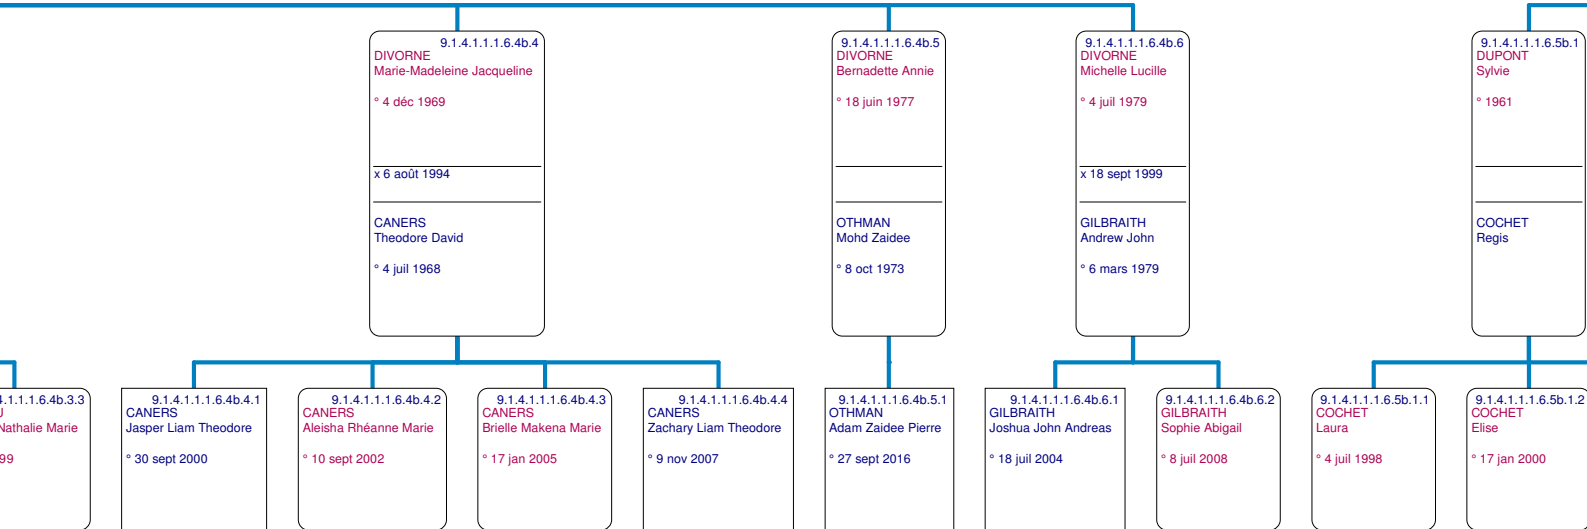 9.1.4.1.1.1.6.4b.4
DIVORNE
Marie-Madeleine Jacqueline
° 4 déc 1969
x 6 août 1994
CANERS
Theodore David
° 4 juil 1968
9.1.4.1.1.1.6.4b.5
DIVORNE
Bernadette Annie
° 18 juin 1977
OTHMAN
Mohd Zaidee
° 8 oct 1973
9.1.4.1.1.1.6.4b.6
DIVORNE
Michelle Lucille
° 4 juil 1979
x 18 sept 1999
GILBRAITH
Andrew John
° 6 mars 1979
9.1.4.1.1.1.6.5b.1
DUPONT
Sylvie
° 1961
COCHET
Regis
.1.1.1.6.4b.3.3
Nathalie Marie
99
9.1.4.1.1.1.6.4b.4.1
CANERS
Jasper Liam Theodore
° 30 sept 2000
9.1.4.1.1.1.6.4b.4.2
CANERS
Aleisha Rhéanne Marie
° 10 sept 2002
9.1.4.1.1.1.6.4b.4.3
CANERS
Brielle Makena Marie
° 17 jan 2005
9.1.4.1.1.1.6.4b.4.4
CANERS
Zachary Liam Theodore
° 9 nov 2007
9.1.4.1.1.1.6.4b.5.1
OTHMAN
Adam Zaidee Pierre
° 27 sept 2016
9.1.4.1.1.1.6.4b.6.1
GILBRAITH
Joshua John Andreas
° 18 juil 2004
9.1.4.1.1.1.6.4b.6.2
GILBRAITH
Sophie Abigail
° 8 juil 2008
9.1.4.1.1.1.6.5b.1.1
COCHET
Laura
° 4 juil 1998
9.1.4.1.1.1.6.5b.1.2
COCHET
Elise
° 17 jan 2000